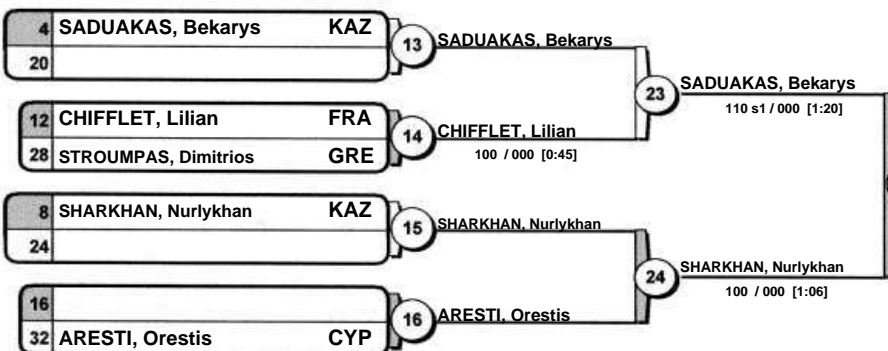 4 SADUAKAS, Bekarys KAZ
20
13 SADUAKAS, Bekarys
23 SADUAKAS, Bekarys
110 s1 / 000 [1:20]
12 CHIFFLET, Lilian FRA
28 STROUMPAS, Dimitrios GRE
14 CHIFFLET, Lilian
100 / 000 [0:45]
8 SHARKHAN, Nurlykhan KAZ
24
15 SHARKHAN, Nurlykhan
24 SHARKHAN, Nurlykhan
100 / 000 [1:06]
16
32 ARESTI, Orestis CYP
16 ARESTI, Orestis